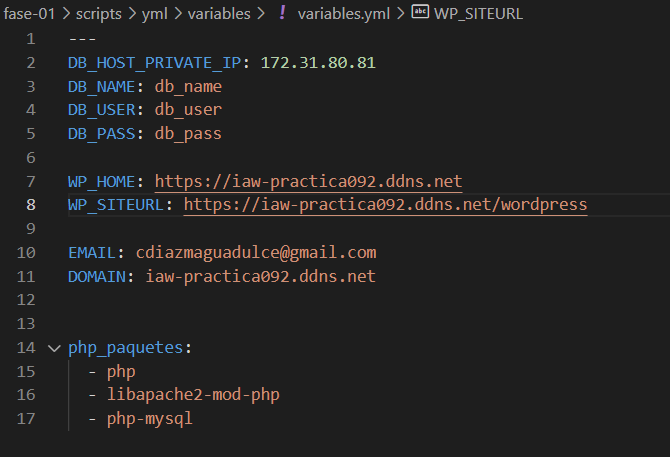 fase-01 > scripts > yml > variables > ! variables.yml > abc WP_SITEURL
1 ---
2 DB_HOST_PRIVATE_IP: 172.31.80.81
3 DB_NAME: db_name
4 DB_USER: db_user
5 DB_PASS: db_pass
6
7 WP_HOME: https://iaw-practica092.ddns.net
8 WP_SITEURL: https://iaw-practica092.ddns.net/wordpress
9
10 EMAIL: cdiazmaguadulce@gmail.com
11 DOMAIN: iaw-practica092.ddns.net
12
13
14 php_paquetes:
15 - php
16 - libapache2-mod-php
17 - php-mysql